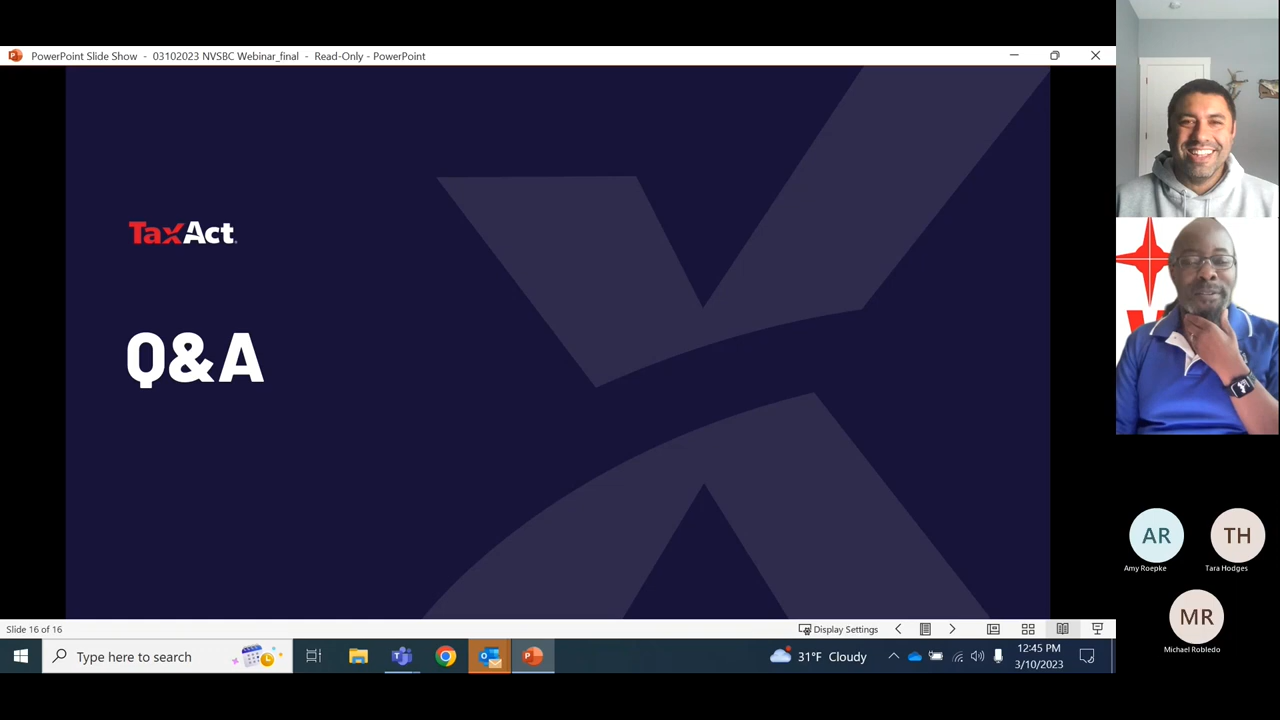 PowerPoint Slide Show - 03102023 NVSBC Webinar_final - Read-Only - PowerPoint
TaxAct.
Q&A
Slide 16 of 16
Display Settings
Type here to search
31°F Cloudy
12:45 PM
3/10/2023
AR
Amy Roepke
TH
Tara Hodges
MR
Michael Robledo